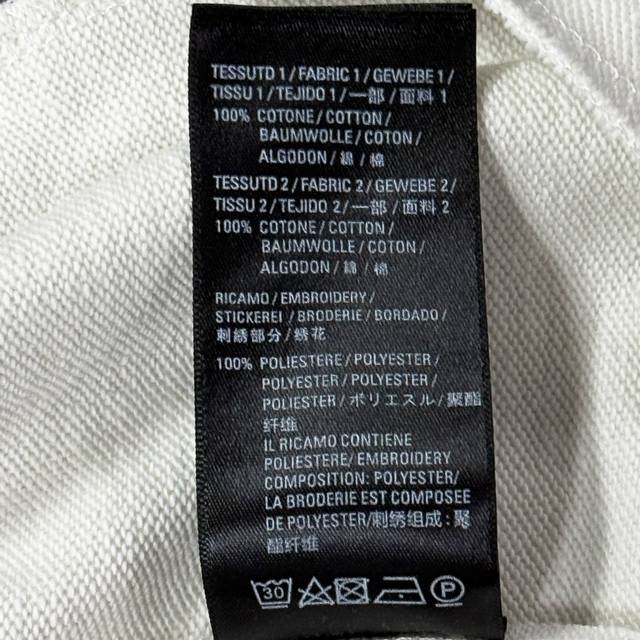 TESSUTD 1/FABRIC 1/GEWEBE 1/
TISSU 1/TEJIDO 1/一部/面料 1
100% COTONE/COTTON/
BAUMWOLLE/COTON/
ALGODON/綿/棉
TESSUTD 2/FABRIC 2/GEWEBE 2/
TISSU 2/TEJIDO 2/一部/面料 2
100% COTONE/COTTON/
BAUMWOLLE/COTON/
ALGODON/綿/棉
RICAMO/EMBROIDERY/
STICKEREI/BRODERIE/BORDADO/
刺綉部分/绣花
100% POLIESTERE/POLYESTER/
POLYESTER/POLYESTER/
POLIESTER/ポリエスル/聚酯
纤维
IL RICAMO CONTIENE
POLIESTERE/EMBROIDERY
COMPOSITION: POLYESTER/
LA BRODERIE EST COMPOSEE
DE POLYESTER/刺绣组成:聚
酯纤维
30 P